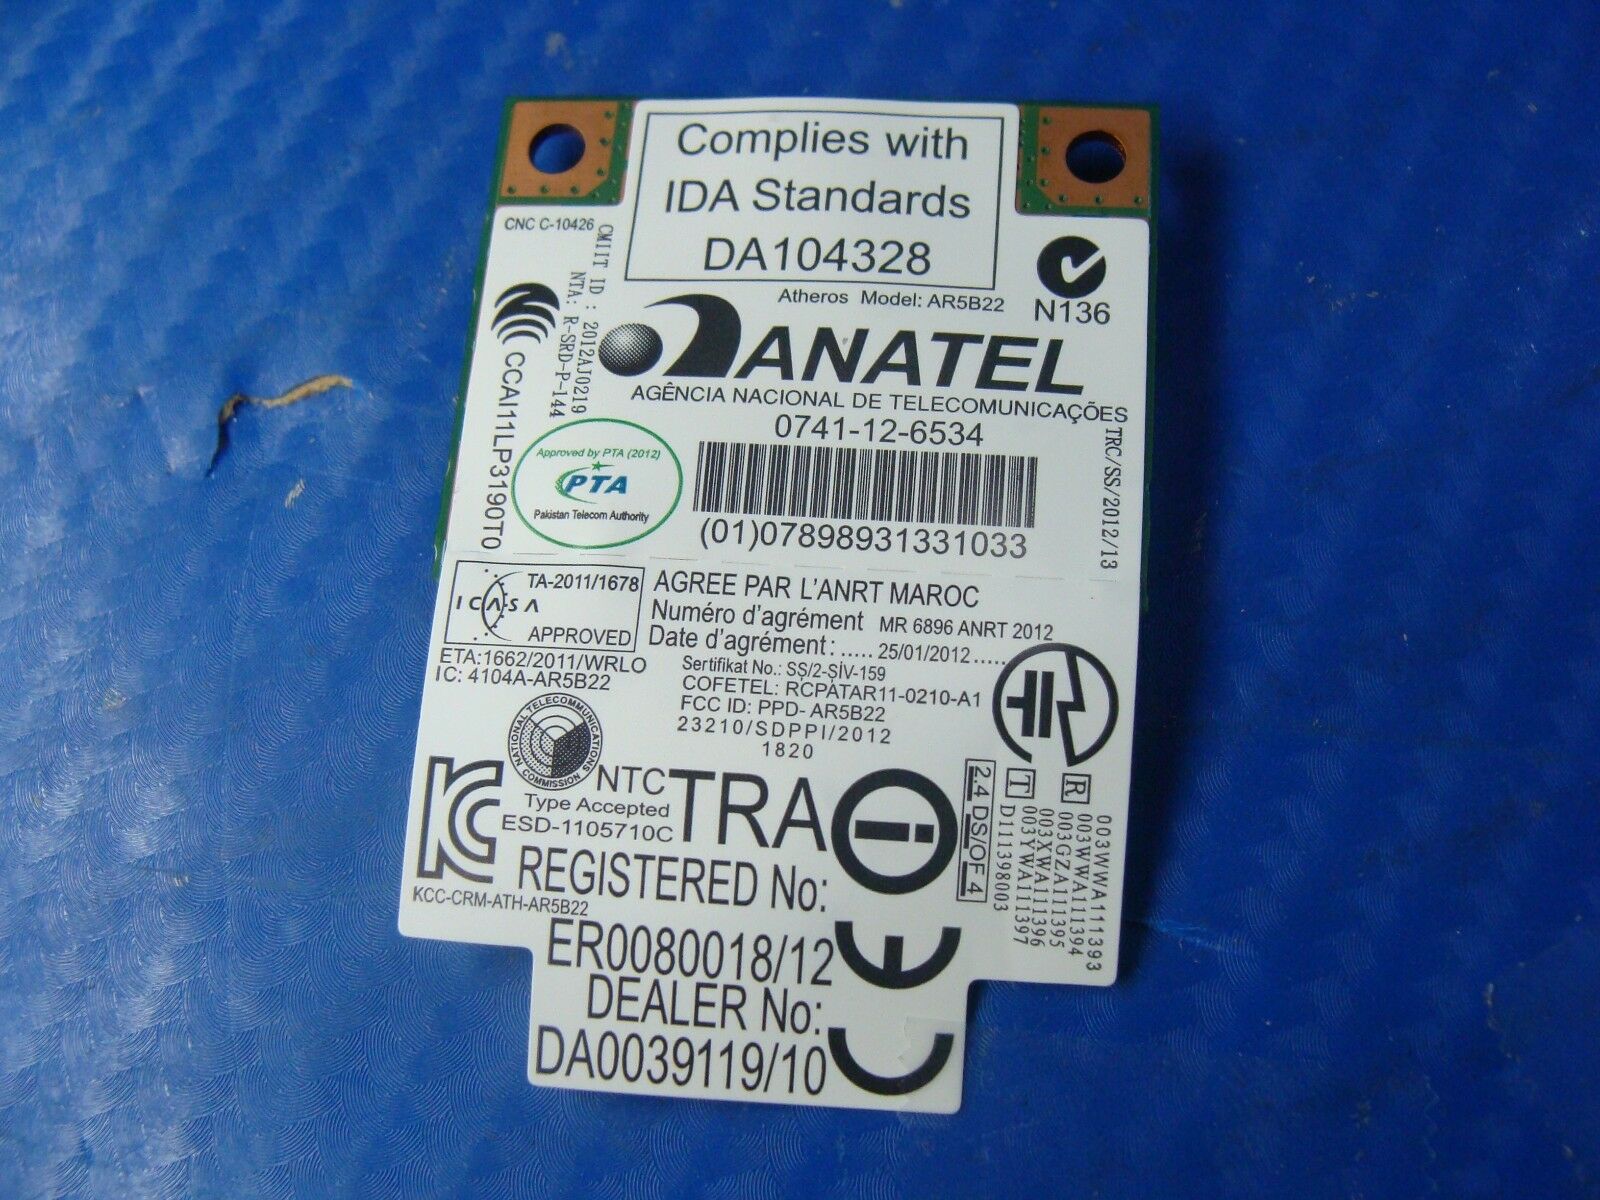 Complies with
IDA Standards
DA104328
CNC C-10426
CMIIT ID : 2012AJ0219
NTA: R-SRD-P-144
Atheros Model: AR5B22
N136
CCAI11LP3190T0
ANATEL
AGÊNCIA NACIONAL DE TELECOMUNICAÇÕES
0741-12-6534
(01)07898931331033
TRC/SS/2012/13
Approved by PTA (2012)
PTA
Pakistan Telecom Authority
TA-2011/1678
ICASA
APPROVED
AGREE PAR L'ANRT MAROC
Numéro d'agrément MR 6896 ANRT 2012
Date d'agrément: ..... 25/01/2012 .....
ETA:1662/2011/WRLO
IC: 4104A-AR5B22
Sertifikat No.: SŞ/2-ŞİV-159
COFETEL: RCPATAR11-0210-A1
FCC ID: PPD- AR5B22
23210/SDPPI/2012
1820
NATIONAL TELECOMMUNICATIONS COMMISSION
NTC
Type Accepted
ESD-1105710C
KCC-CRM-ATH-AR5B22
TRA
REGISTERED No:
ER0080018/12
DEALER No:
DA0039119/10
CE
2.4 DS/OF 4
R 003WWA111393
003WWA111394
003GZA111395
003XWA111396
003YWA111397
T D111398003